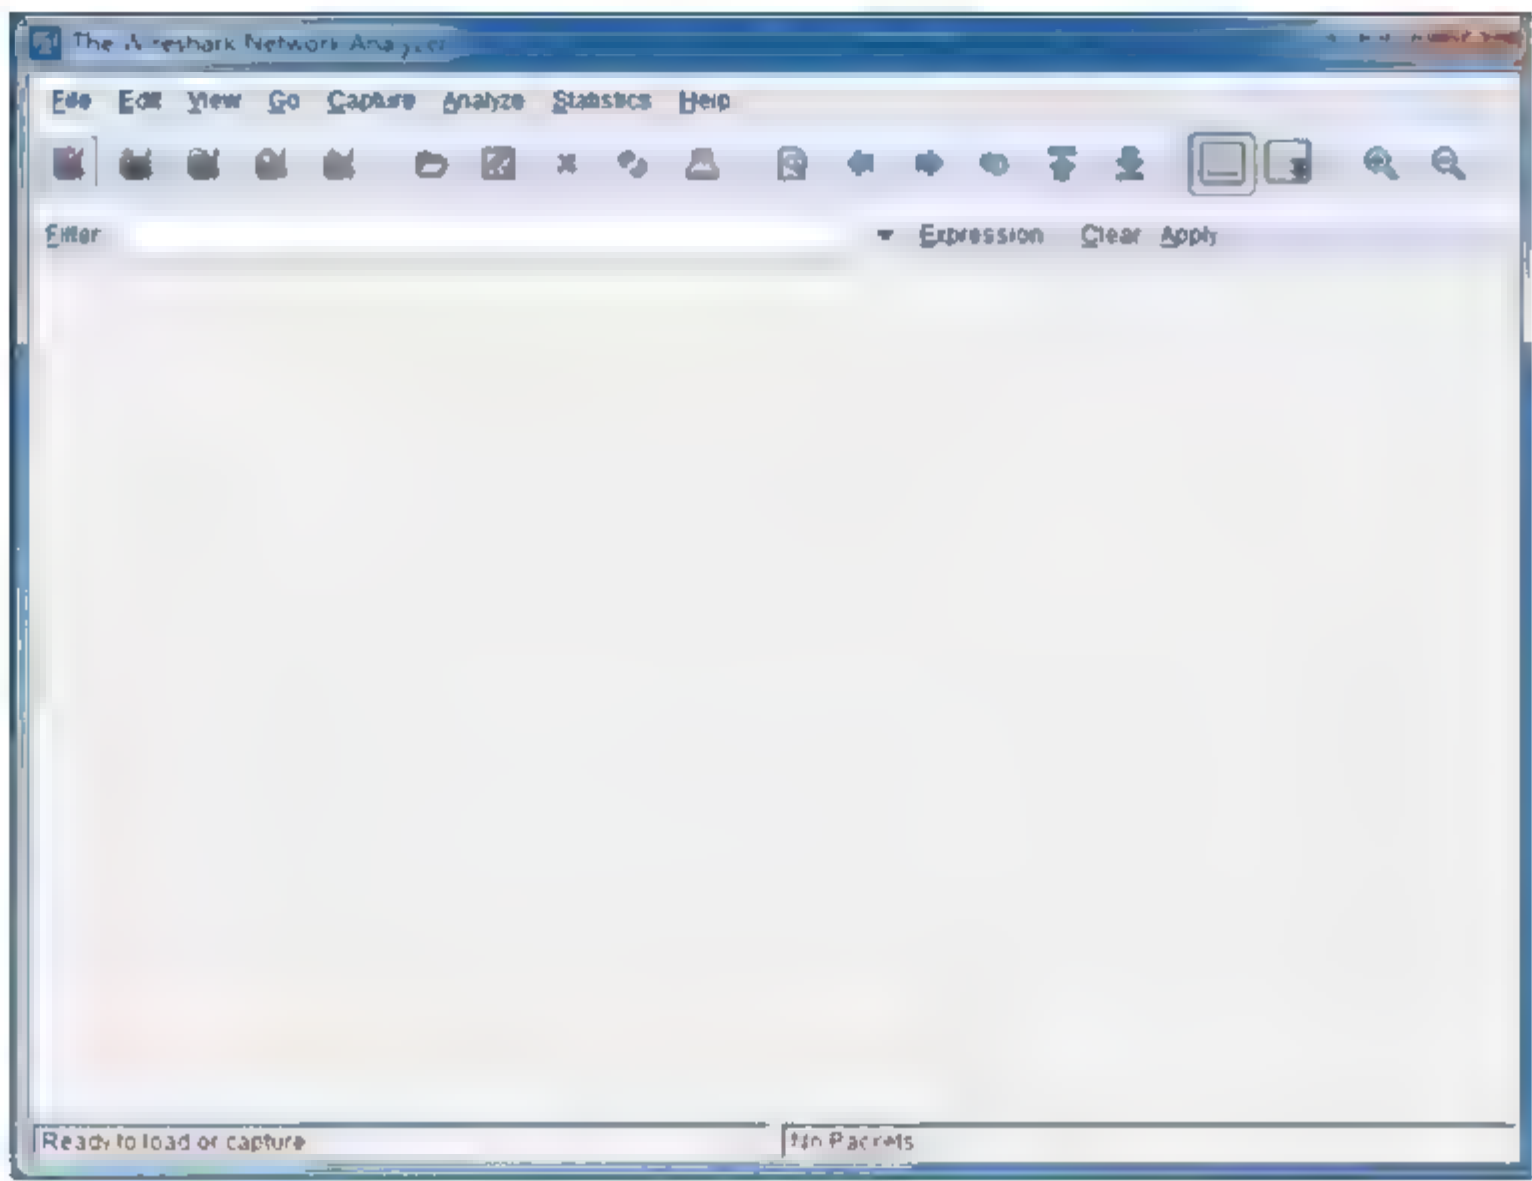 The Wireshark Network Analyzer
File Edit View Go Capture Analyze Statistics Help
Filter Expression Clear Apply
Ready to load or capture No Packets